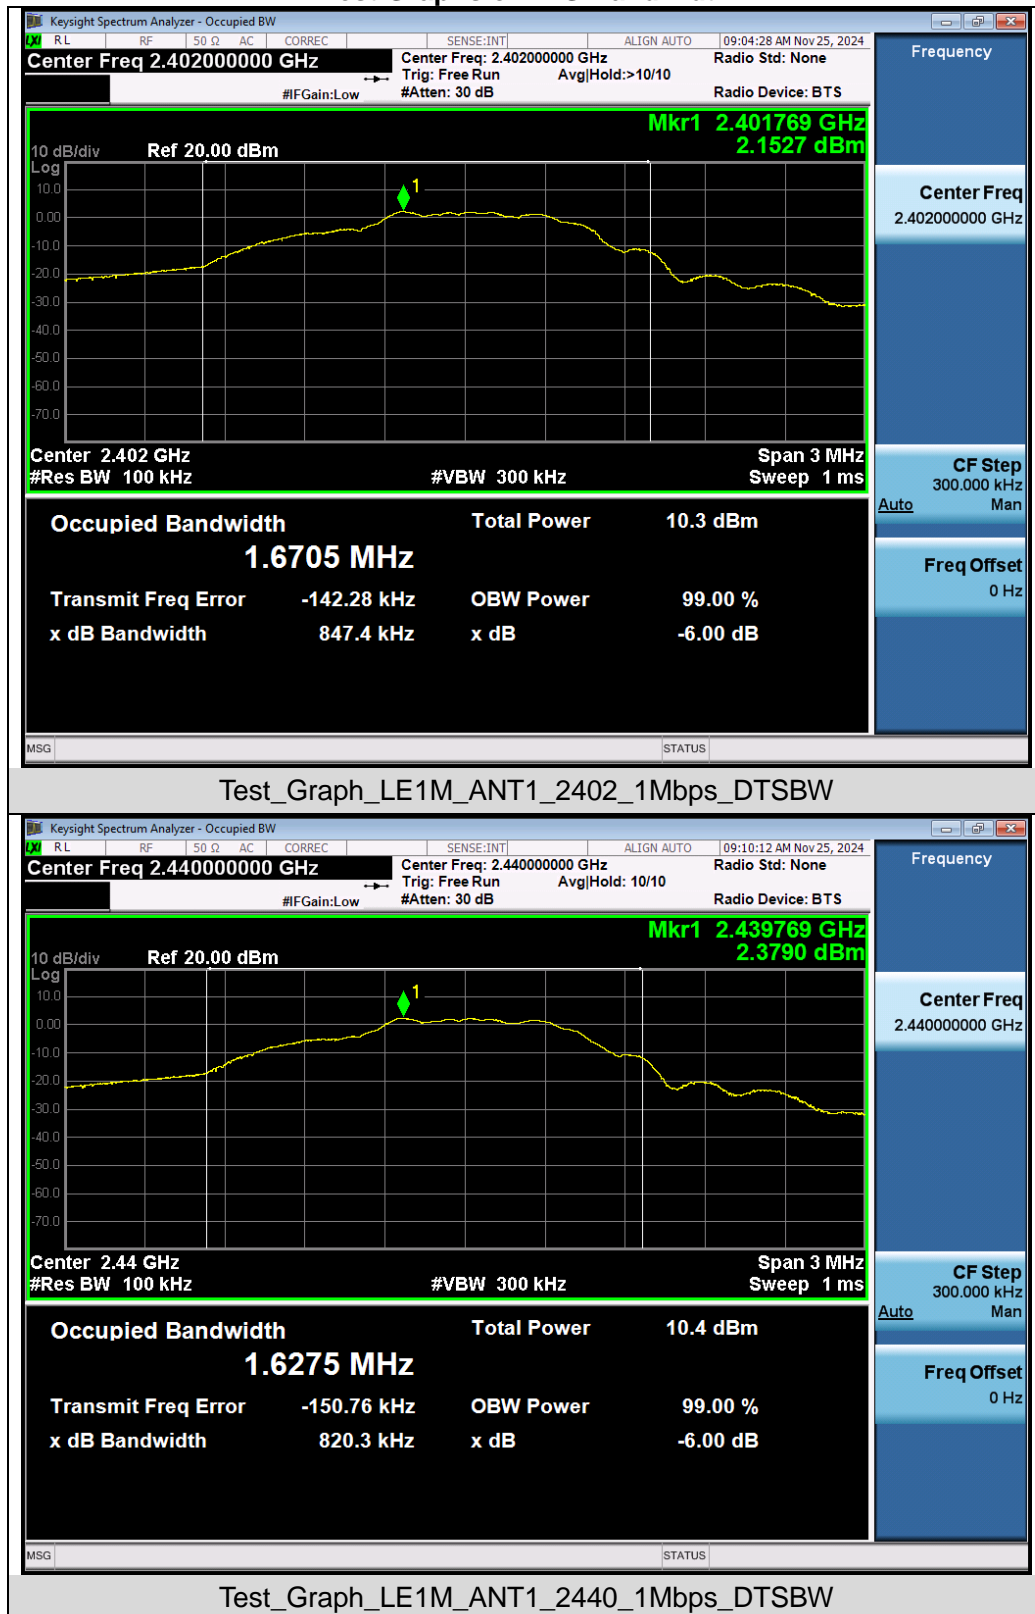 Keysight Spectrum Analyzer - Occupied BW
LXI RL RF 50 Ω AC CORREC SENSE:INT ALIGN AUTO 09:04:28 AM Nov 25, 2024
Center Freq 2.402000000 GHz Center Freq: 2.402000000 GHz Radio Std: None
Trig: Free Run Avg|Hold:>10/10
#IFGain:Low #Atten: 30 dB Radio Device: BTS
Frequency
Mkr1 2.401769 GHz
10 dB/div Ref 20.00 dBm 2.1527 dBm
Log
10.0
0.00
-10.0
-20.0
-30.0
-40.0
-50.0
-60.0
-70.0
1
Center Freq
2.402000000 GHz
Center 2.402 GHz Span 3 MHz
#Res BW 100 kHz #VBW 300 kHz Sweep 1 ms
CF Step
300.000 kHz
Auto Man
Occupied Bandwidth Total Power 10.3 dBm
1.6705 MHz
Transmit Freq Error -142.28 kHz OBW Power 99.00 %
x dB Bandwidth 847.4 kHz x dB -6.00 dB
Freq Offset
0 Hz
MSG STATUS
Test_Graph_LE1M_ANT1_2402_1Mbps_DTSBW
Keysight Spectrum Analyzer - Occupied BW
LXI RL RF 50 Ω AC CORREC SENSE:INT ALIGN AUTO 09:10:12 AM Nov 25, 2024
Center Freq 2.440000000 GHz Center Freq: 2.440000000 GHz Radio Std: None
Trig: Free Run Avg|Hold: 10/10
#IFGain:Low #Atten: 30 dB Radio Device: BTS
Frequency
Mkr1 2.439769 GHz
10 dB/div Ref 20.00 dBm 2.3790 dBm
Log
10.0
0.00
-10.0
-20.0
-30.0
-40.0
-50.0
-60.0
-70.0
1
Center Freq
2.440000000 GHz
Center 2.44 GHz Span 3 MHz
#Res BW 100 kHz #VBW 300 kHz Sweep 1 ms
CF Step
300.000 kHz
Auto Man
Occupied Bandwidth Total Power 10.4 dBm
1.6275 MHz
Transmit Freq Error -150.76 kHz OBW Power 99.00 %
x dB Bandwidth 820.3 kHz x dB -6.00 dB
Freq Offset
0 Hz
MSG STATUS
Test_Graph_LE1M_ANT1_2440_1Mbps_DTSBW